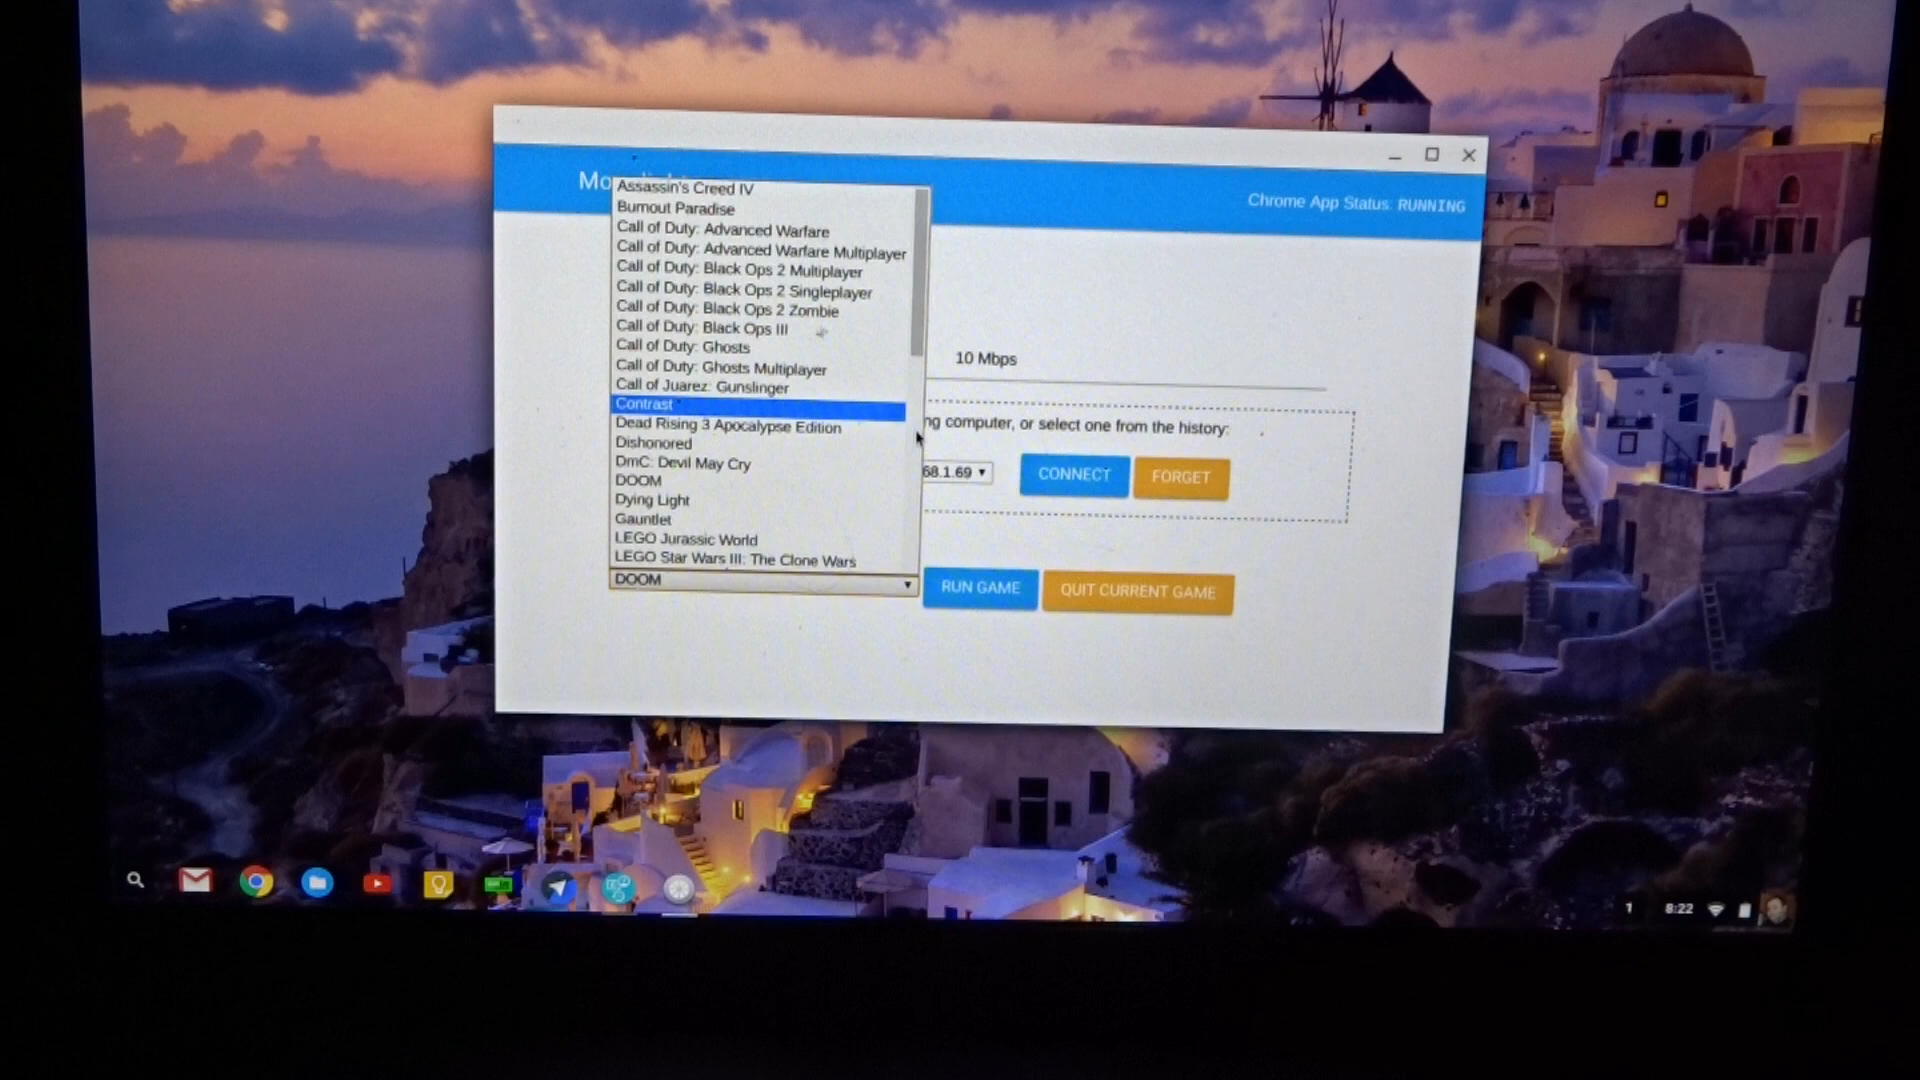 Chrome App Status: RUNNING
Assassin's Creed IV
Burnout Paradise
Call of Duty: Advanced Warfare
Call of Duty: Advanced Warfare Multiplayer
Call of Duty: Black Ops 2 Multiplayer
Call of Duty: Black Ops 2 Singleplayer
Call of Duty: Black Ops 2 Zombie
Call of Duty: Black Ops III
Call of Duty: Ghosts
Call of Duty: Ghosts Multiplayer
Call of Juarez: Gunslinger
Contrast
Dead Rising 3 Apocalypse Edition
Dishonored
DmC: Devil May Cry
DOOM
Dying Light
Gauntlet
LEGO Jurassic World
LEGO Star Wars III: The Clone Wars
DOOM
10 Mbps
ng computer, or select one from the history:
68.1.69
CONNECT
FORGET
RUN GAME
QUIT CURRENT GAME
1
8:22